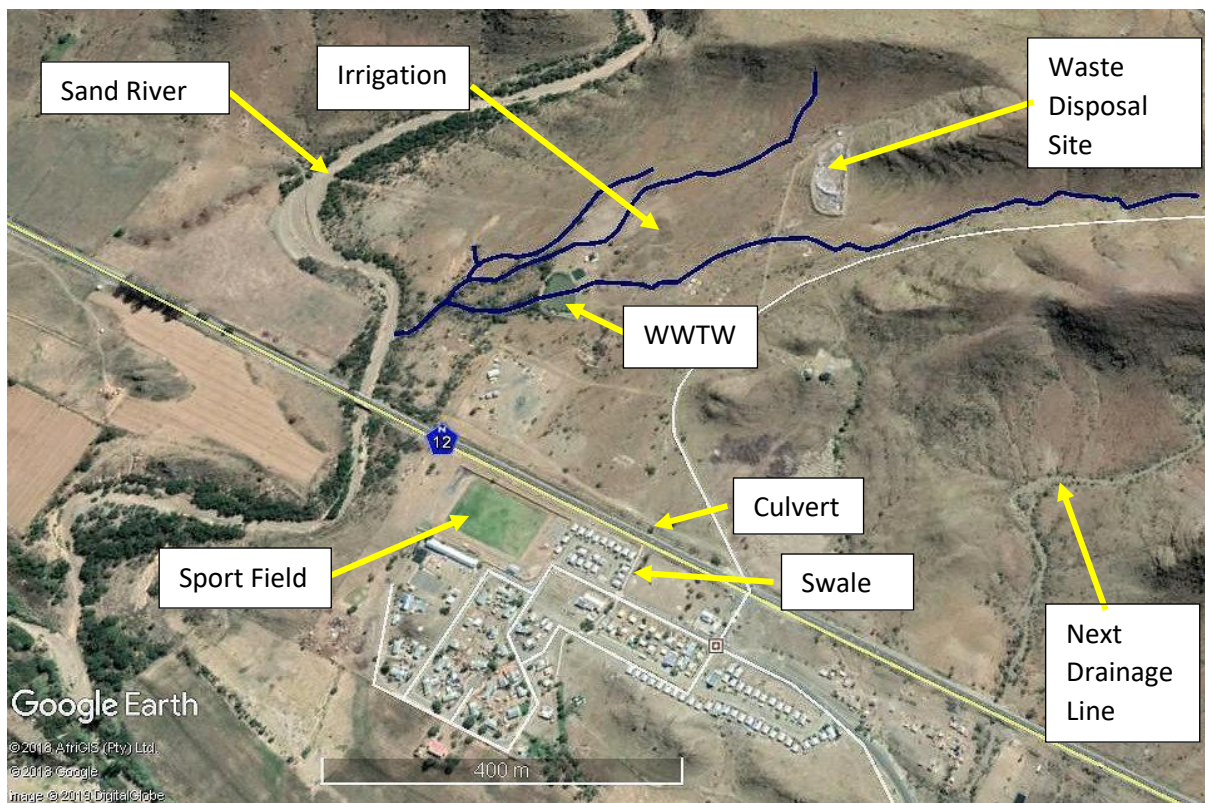 Sand River
Irrigation
Waste
Disposal
Site
WWTW
N
12
Culvert
Sport Field
Swale
Next
Drainage
Line
Google Earth
©2018 AfriGIS (Pty) Ltd.
©2018 Google
Image ©2019 DigitalGlobe
400 m